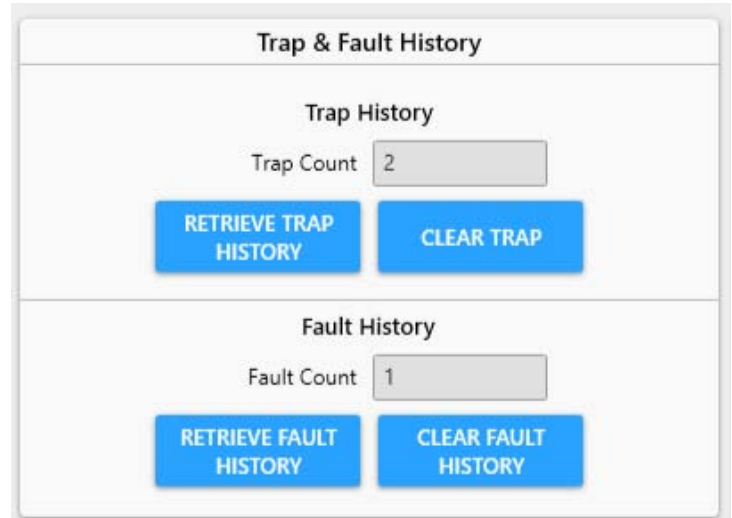 Trap & Fault History
Trap History
Trap Count 2
RETRIEVE TRAP
HISTORY
CLEAR TRAP
Fault History
Fault Count 1
RETRIEVE FAULT
HISTORY
CLEAR FAULT
HISTORY